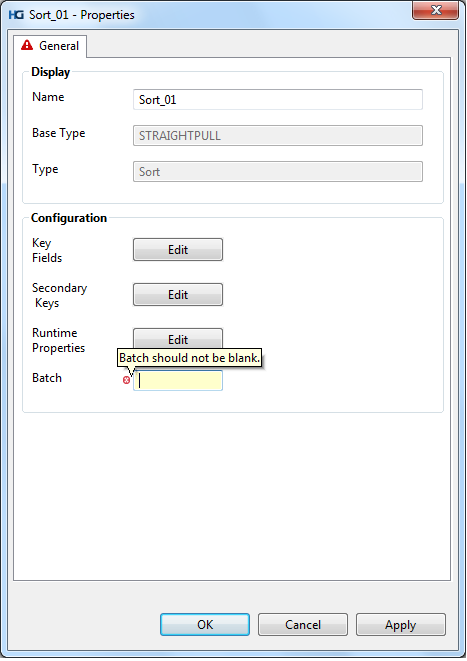 HG Sort_01 - Properties
General
Display
Name
Sort_01
Base Type
STRAIGHTPULL
Type
Sort
Configuration
Key
Fields
Edit
Secondary
Keys
Edit
Runtime
Properties
Edit
Batch should not be blank.
Batch
OK
Cancel
Apply